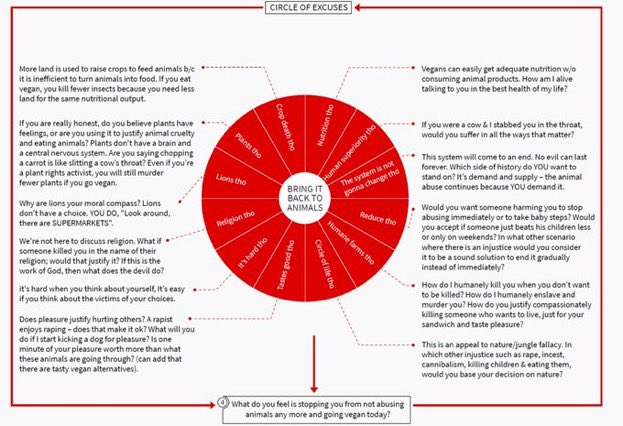 CIRCLE OF EXCUSES
More land is used to raise crops to feed animals b/c
it is inefficient to turn animals into food. If you eat
vegan, you kill fewer insects because you need less
land for the same nutritional output.
If you are really honest, do you believe plants have
feelings, or are you using it to justify animal cruelty
and eating animals? Plants don't have a brain and
a central nervous system. Are you saying chopping
a carrot is like slitting a cow's throat? Even if you're
a plant rights activist, you will still murder
fewer plants if you go vegan.
Why are lions your moral compass? Lions
don't have a choice. YOU DO, "Look around,
there are SUPERMARKETS".
We're not here to discuss religion. What if
someone killed you in the name of their
religion; would that justify it? If this is the
work of God, then what does the devil do?
it's hard when you think about yourself, It's easy
if you think about the victims of your choices.
Does pleasure justify hurting others? A rapist
enjoys raping – does that make it ok? What will you
do if I start kicking a dog for pleasure? Is one
minute of your pleasure worth more than what
these animals are going through? (can add that
there are tasty vegan alternatives).
Crop death tho
Plants tho
Lions tho
Religion tho
It's hard tho
Tastes good tho
Circle of life tho
Humane farms tho
Reduce tho
The system is not
gonna change tho
Human superiority tho
Nutrition tho
BRING IT
BACK TO
ANIMALS
Vegans can easily get adequate nutrition w/o
consuming animal products. How am I alive
talking to you in the best health of my life?
If you were a cow & I stabbed you in the throat,
would you suffer in all the ways that matter?
This system will come to an end. No evil can last
forever. Which side of history do YOU want to
stand on? It's demand and supply – the animal
abuse continues because YOU demand it.
Would you want someone harming you to stop
abusing immediately or to take baby steps? Would
you accept if someone just beats his children less
or only on weekends? In what other scenario
where there is an injustice would you consider
it to be a sound solution to end it gradually
instead of immediately?
How do I humanely kill you when you don't want
to be killed? How do I humanely enslave and
murder you? How do you justify compassionately
killing someone who wants to live, just for your
sandwich and taste pleasure?
This is an appeal to nature/jungle fallacy. In
which other injustice such as rape, incest,
cannibalism, killing children & eating them,
would you base your decision on nature?
4 What do you feel is stopping you from not abusing
animals any more and going vegan today?